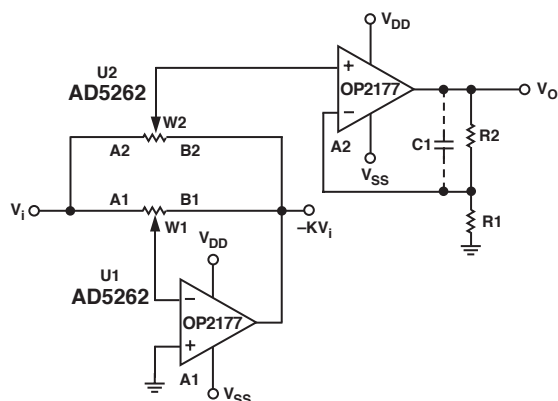 V_DD
U2
AD5262
+
OP2177
V_O
W2
−
A2
B2
A2
C1
R2
V_SS
V_i
A1
B1
−KV_i
W1
R1
V_DD
U1
AD5262
−
OP2177
+
A1
V_SS